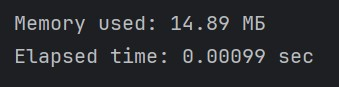 Memory used: 14.89 МБ
Elapsed time: 0.00099 sec